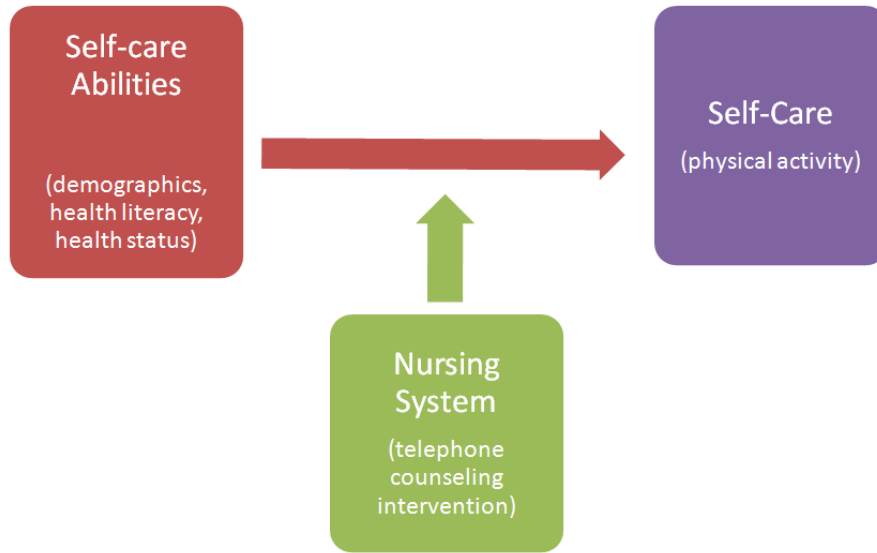 Self-care
Abilities
(demographics,
health literacy,
health status)
Self-Care
(physical activity)
Nursing
System
(telephone
counseling
intervention)